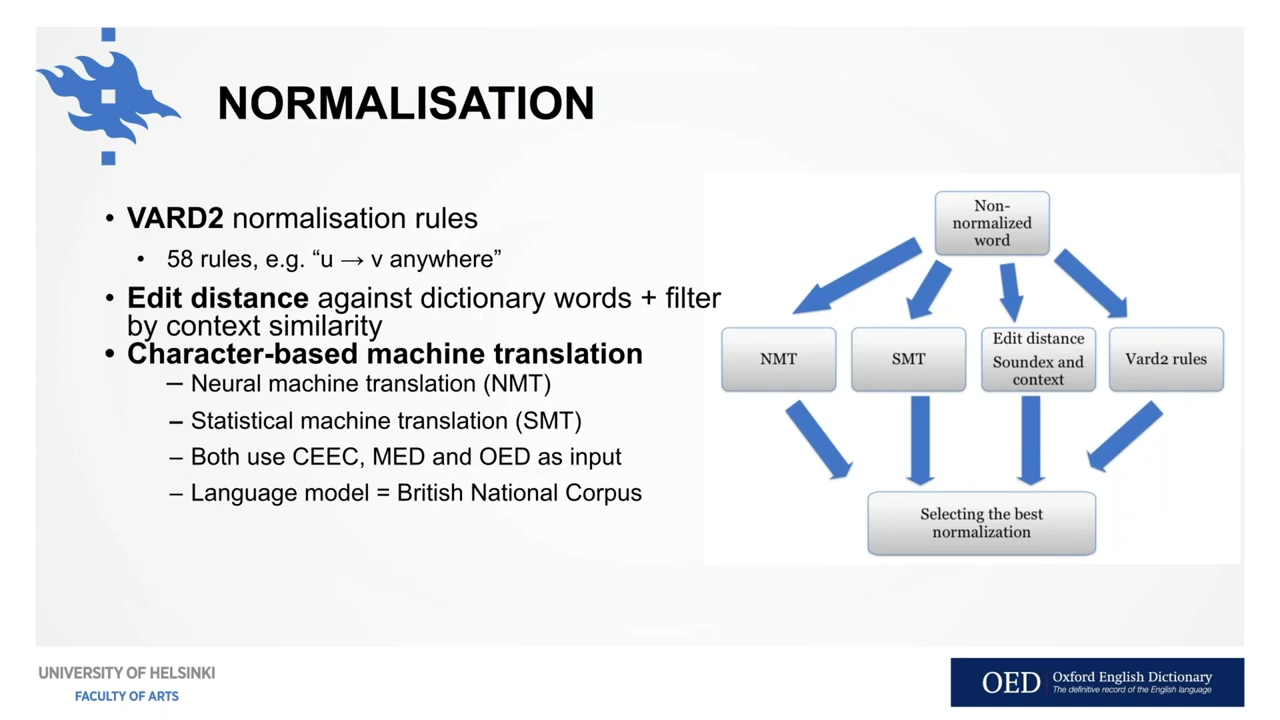 NORMALISATION
• VARD2 normalisation rules
• 58 rules, e.g. “u → v anywhere”
• Edit distance against dictionary words + filter
by context similarity
• Character-based machine translation
– Neural machine translation (NMT)
– Statistical machine translation (SMT)
– Both use CEEC, MED and OED as input
– Language model = British National Corpus
Non-
normalized
word
NMT
SMT
Edit distance
Soundex and
context
Vard2 rules
Selecting the best
normalization
UNIVERSITY OF HELSINKI
FACULTY OF ARTS
OED
Oxford English Dictionary
The definitive record of the English language